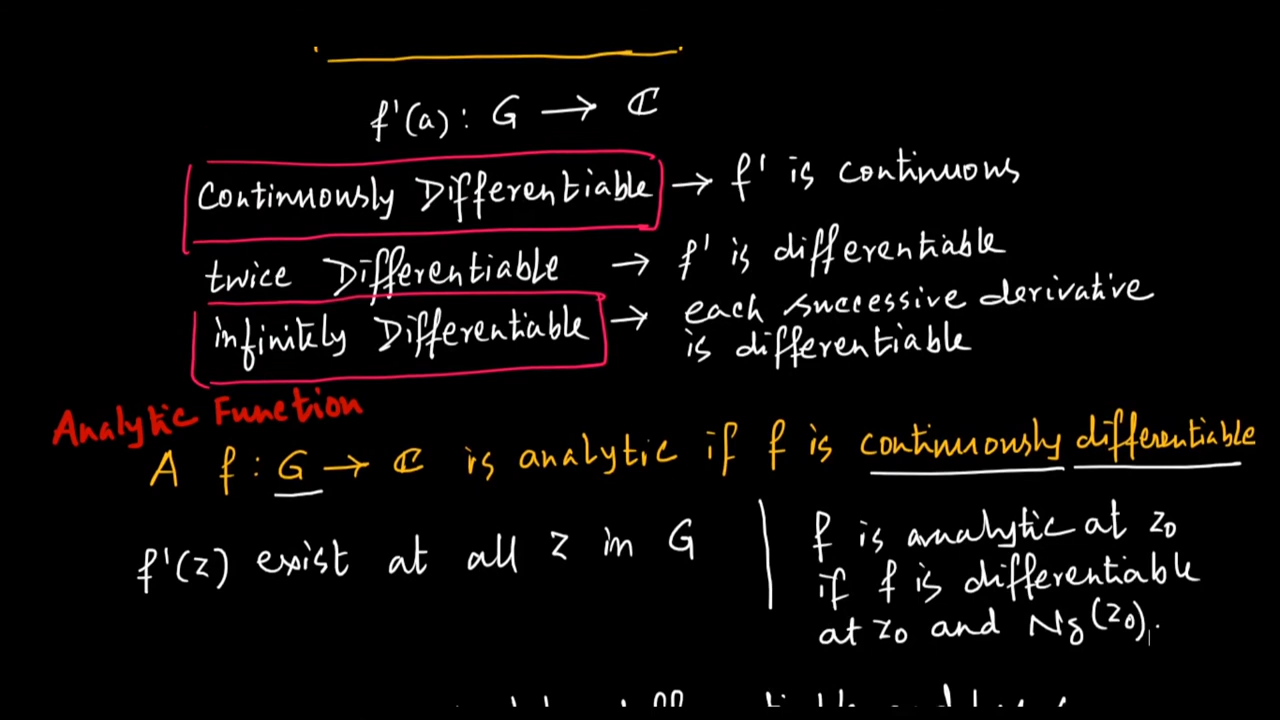 f'(a) : G → ℂ
Continuously Differentiable → f' is continuous
twice Differentiable → f' is differentiable
infinitely Differentiable → each successive derivative
is differentiable
Analytic Function
A f : G → ℂ is analytic if f is continuously differentiable
f'(z) exist at all z in G
f is analytic at z0
if f is differentiable
at z0 and Nδ(z0).